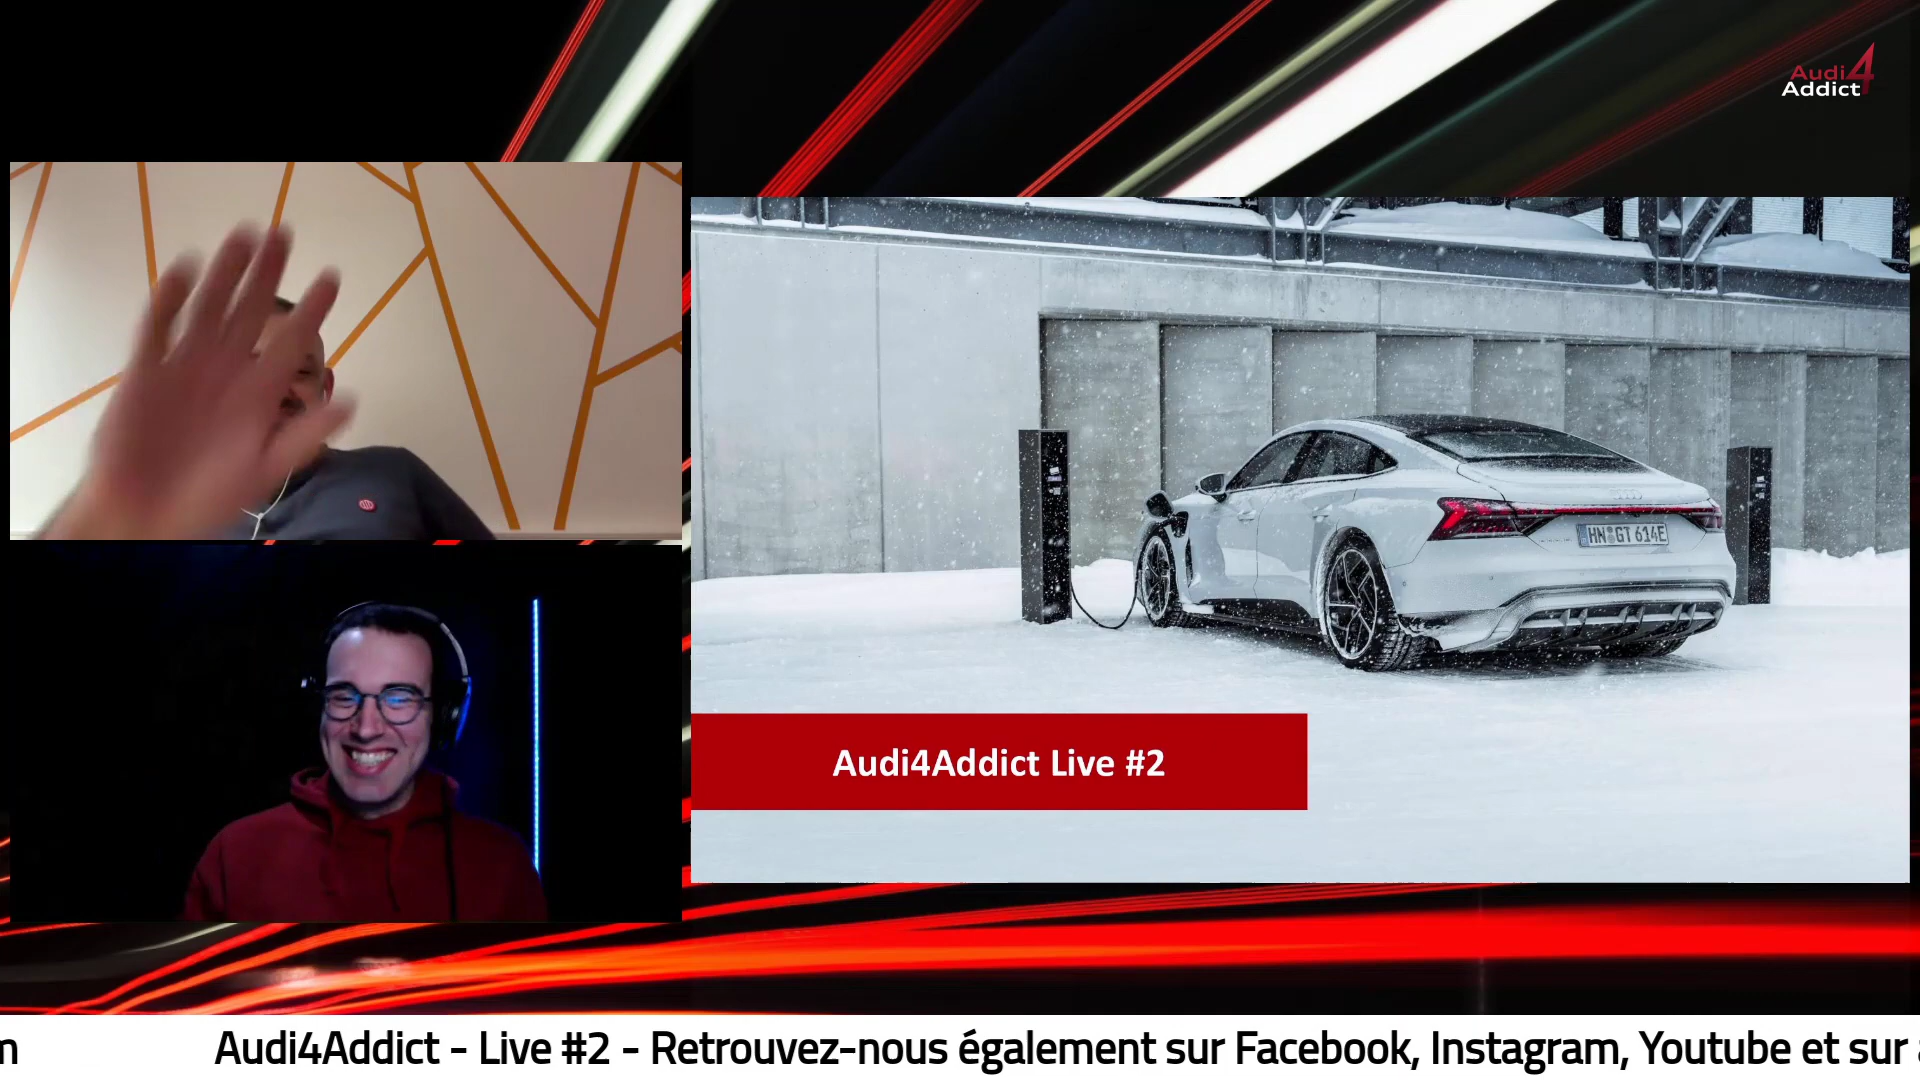 Audi4
Addict
HN GT 614E
Audi4Addict Live #2
m Audi4Addict - Live #2 - Retrouvez-nous également sur Facebook, Instagram, Youtube et sur a